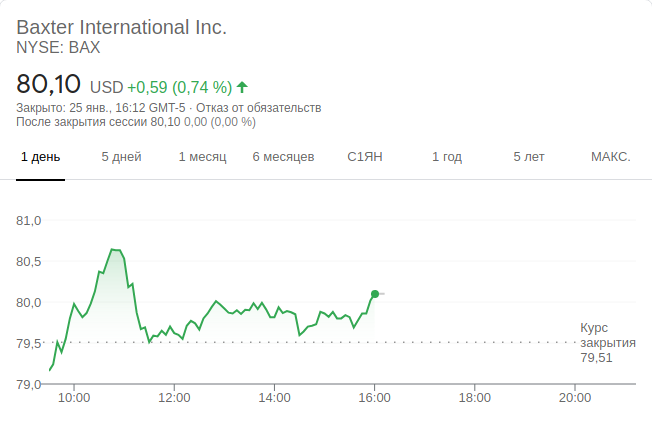 Baxter International Inc.
NYSE: BAX
80,10 USD +0,59 (0,74 %)
Закрыто: 25 янв., 16:12 GMT-5 · Отказ от обязательств
После закрытия сессии 80,10 0,00 (0,00 %)
1 день 5 дней 1 месяц 6 месяцев С1ЯН 1 год 5 лет МАКС.
81,0
80,5
80,0
79,5
79,0
Курс
закрытия
79,51
10:00 12:00 14:00 16:00 18:00 20:00